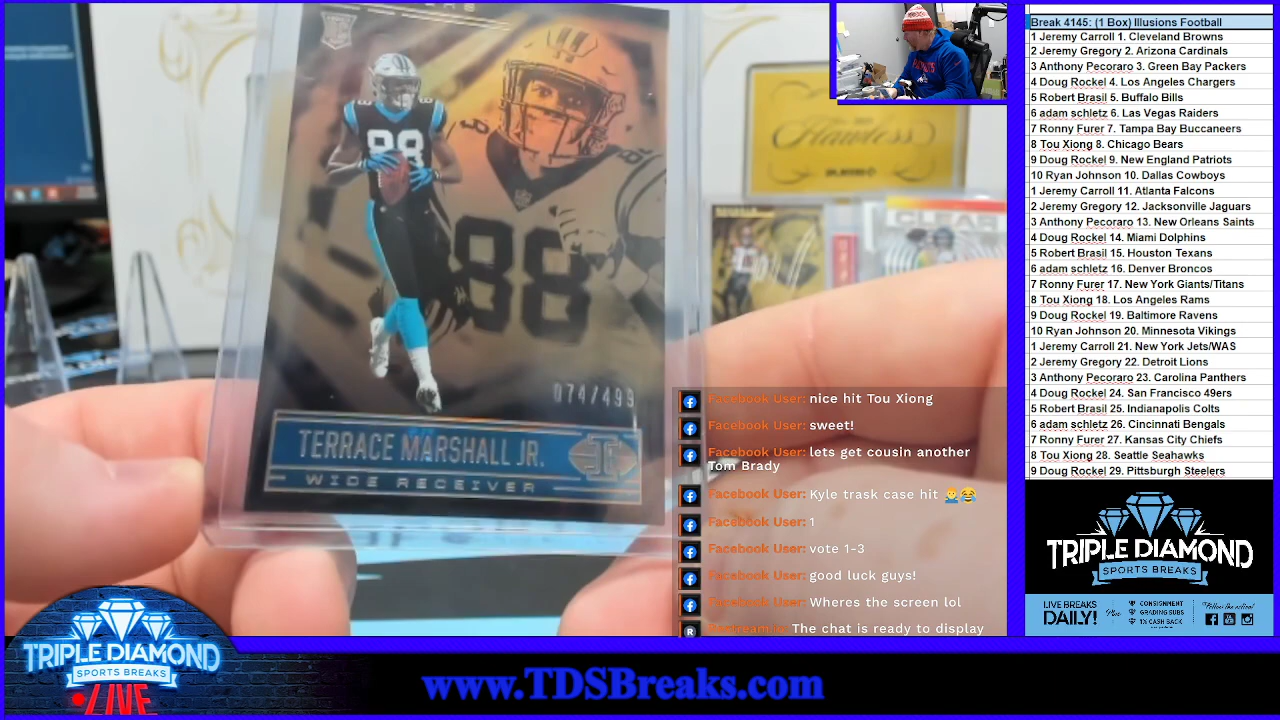 88
88
074/499
TERRACE MARSHALL JR.
WIDE RECEIVER
Flawless
CLEAR
Facebook User: nice hit Tou Xiong
Facebook User: sweet!
Facebook User: lets get cousin another
Tom Brady
Facebook User: Kyle trask case hit 🤦‍♂️😂
Facebook User: 1
Facebook User: vote 1-3
Facebook User: good luck guys!
Facebook User: Wheres the screen lol
The chat is ready to display
Break 4145: (1 Box) Illusions Football
1 Jeremy Carroll 1. Cleveland Browns
2 Jeremy Gregory 2. Arizona Cardinals
3 Anthony Pecoraro 3. Green Bay Packers
4 Doug Rockel 4. Los Angeles Chargers
5 Robert Brasil 5. Buffalo Bills
6 adam schletz 6. Las Vegas Raiders
7 Ronny Furer 7. Tampa Bay Buccaneers
8 Tou Xiong 8. Chicago Bears
9 Doug Rockel 9. New England Patriots
10 Ryan Johnson 10. Dallas Cowboys
1 Jeremy Carroll 11. Atlanta Falcons
2 Jeremy Gregory 12. Jacksonville Jaguars
3 Anthony Pecoraro 13. New Orleans Saints
4 Doug Rockel 14. Miami Dolphins
5 Robert Brasil 15. Houston Texans
6 adam schletz 16. Denver Broncos
7 Ronny Furer 17. New York Giants/Titans
8 Tou Xiong 18. Los Angeles Rams
9 Doug Rockel 19. Baltimore Ravens
10 Ryan Johnson 20. Minnesota Vikings
1 Jeremy Carroll 21. New York Jets/WAS
2 Jeremy Gregory 22. Detroit Lions
3 Anthony Pecoraro 23. Carolina Panthers
4 Doug Rockel 24. San Francisco 49ers
5 Robert Brasil 25. Indianapolis Colts
6 adam schletz 26. Cincinnati Bengals
7 Ronny Furer 27. Kansas City Chiefs
8 Tou Xiong 28. Seattle Seahawks
9 Doug Rockel 29. Pittsburgh Steelers
TRIPLE DIAMOND
SPORTS BREAKS
LIVE BREAKS
DAILY!
Plus
CONSIGNMENT
GRADING SUBS
1% CASH BACK
Follow the action!
TRIPLE DIAMOND
SPORTS BREAKS
LIVE
www.TDSBreaks.com